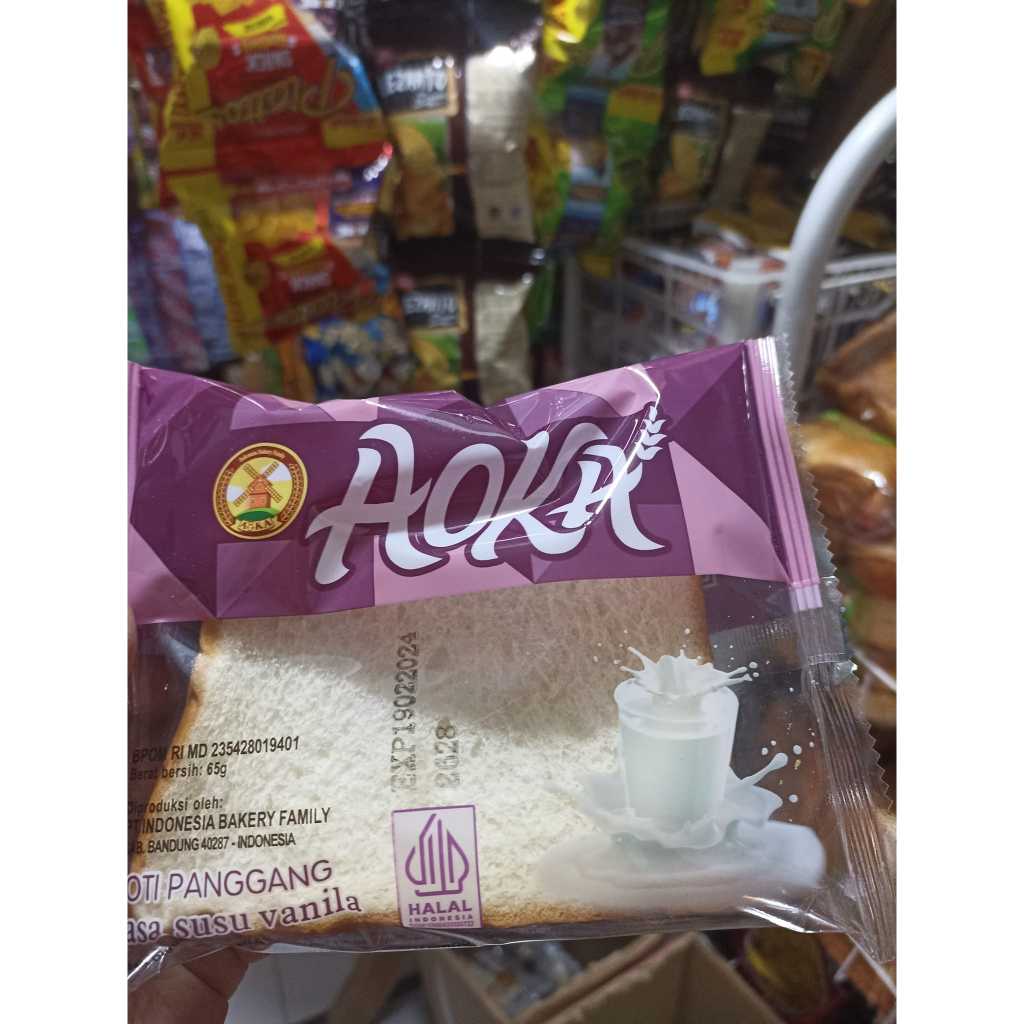 AOKA
AOKA
EXP19022024
2628
BPOM RI MD 235428019401
Berat bersih: 65g
Diproduksi oleh:
PT INDONESIA BAKERY FAMILY
KAB. BANDUNG 40287 - INDONESIA
OTI PANGGANG
asa susu vanila
HALAL
INDONESIA